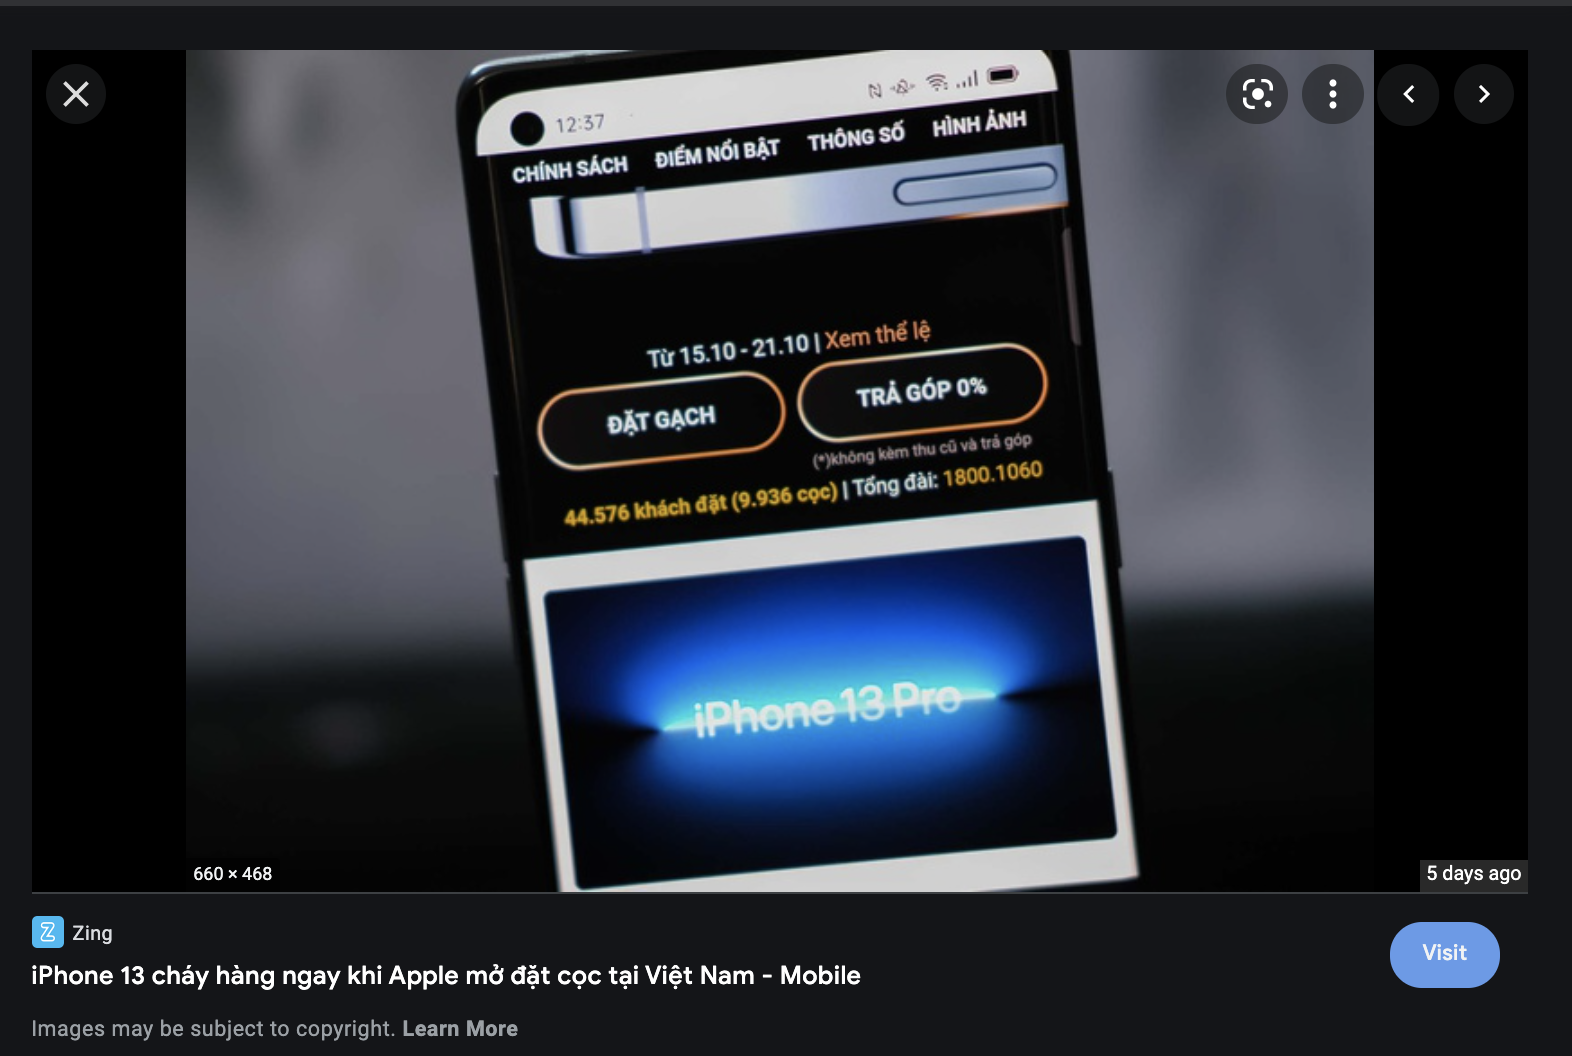 12:37
CHÍNH SÁCH ĐIỂM NỔI BẬT THÔNG SỐ HÌNH ẢNH
Từ 15.10 - 21.10 | Xem thể lệ
ĐẶT GẠCH
TRẢ GÓP 0%
(*)không kèm thu cũ và trả góp
44.576 khách đặt (9.936 cọc) | Tổng đài: 1800.1060
iPhone 13 Pro
660 × 468
5 days ago
Zing
Visit
iPhone 13 cháy hàng ngay khi Apple mở đặt cọc tại Việt Nam - Mobile
Images may be subject to copyright. Learn More